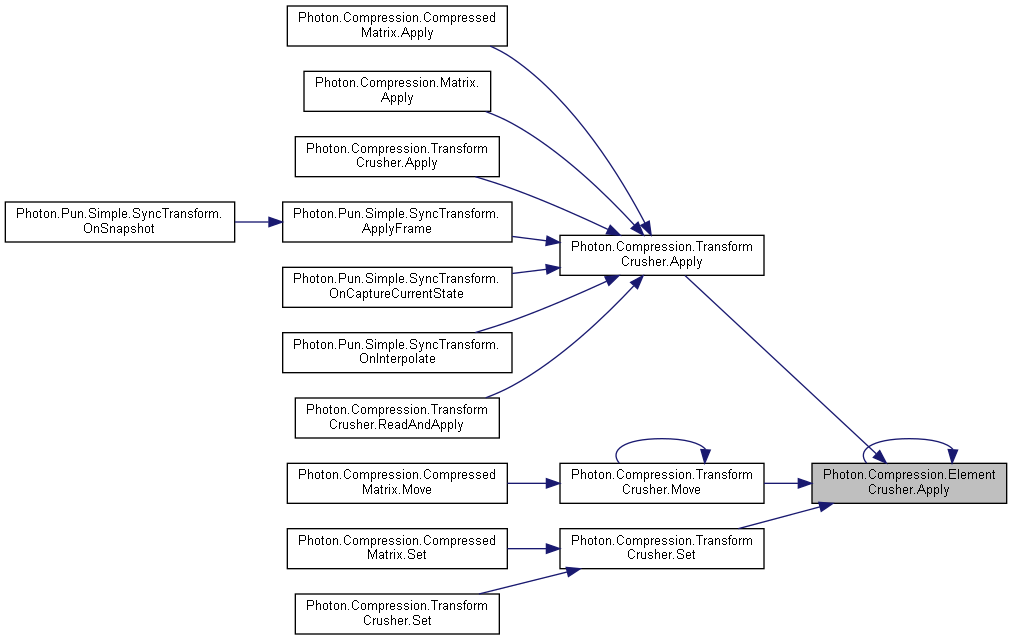 Photon.Compression.Compressed
Matrix.Apply
Photon.Compression.Matrix.
Apply
Photon.Compression.Transform
Crusher.Apply
Photon.Pun.Simple.SyncTransform.
OnSnapshot
Photon.Pun.Simple.SyncTransform.
ApplyFrame
Photon.Compression.Transform
Crusher.Apply
Photon.Pun.Simple.SyncTransform.
OnCaptureCurrentState
Photon.Pun.Simple.SyncTransform.
OnInterpolate
Photon.Compression.Transform
Crusher.ReadAndApply
Photon.Compression.Compressed
Matrix.Move
Photon.Compression.Transform
Crusher.Move
Photon.Compression.Element
Crusher.Apply
Photon.Compression.Compressed
Matrix.Set
Photon.Compression.Transform
Crusher.Set
Photon.Compression.Transform
Crusher.Set